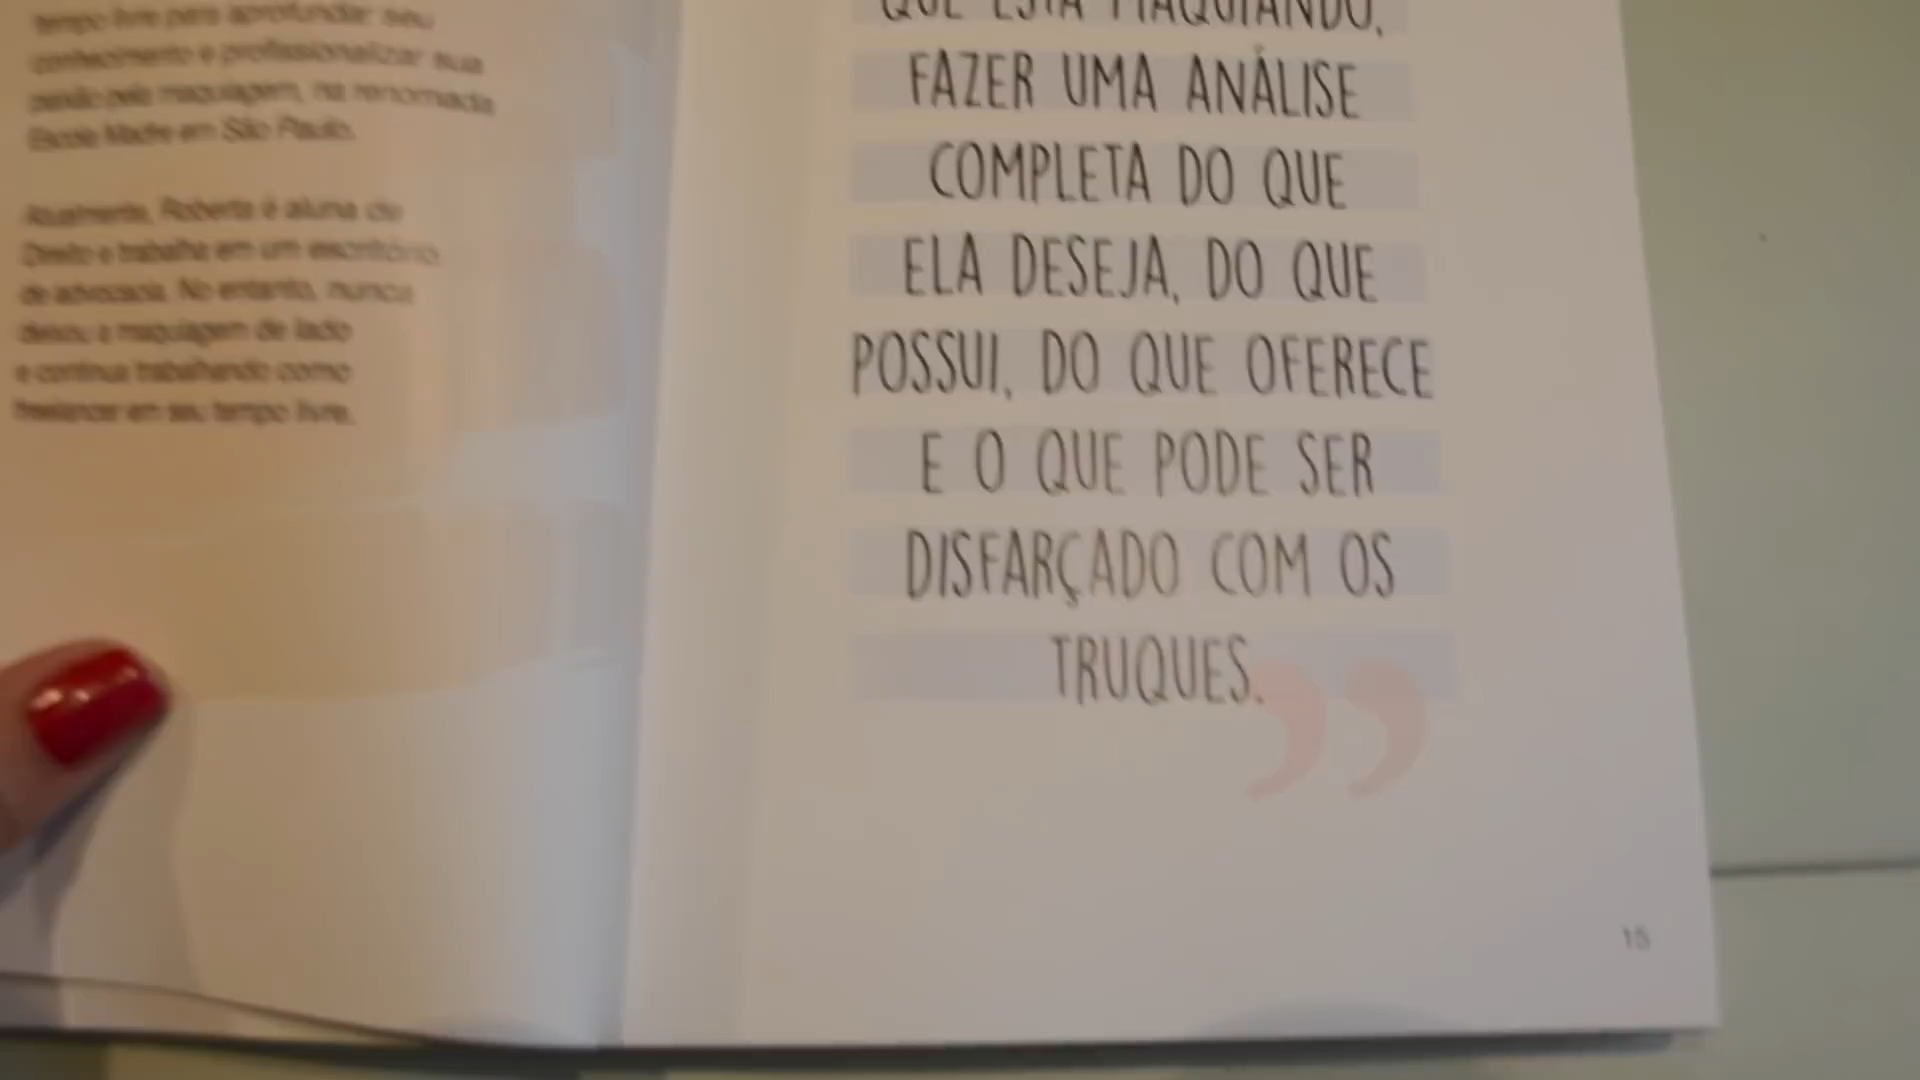 tempo livre para aprofundar seu
conhecimento e profissionalizar sua
paixão pela maquiagem, na renomada
Escola Madre em São Paulo.
Atualmente, Roberta é aluna de
Direito e trabalha em um escritório
de advocacia. No entanto, nunca
deixou a maquiagem de lado
e continua trabalhando como
freelancer em seu tempo livre.
QUE ESTÁ MAQUIANDO,
FAZER UMA ANÁLISE
COMPLETA DO QUE
ELA DESEJA, DO QUE
POSSUI, DO QUE OFERECE
E O QUE PODE SER
DISFARÇADO COM OS
TRUQUES.”
15